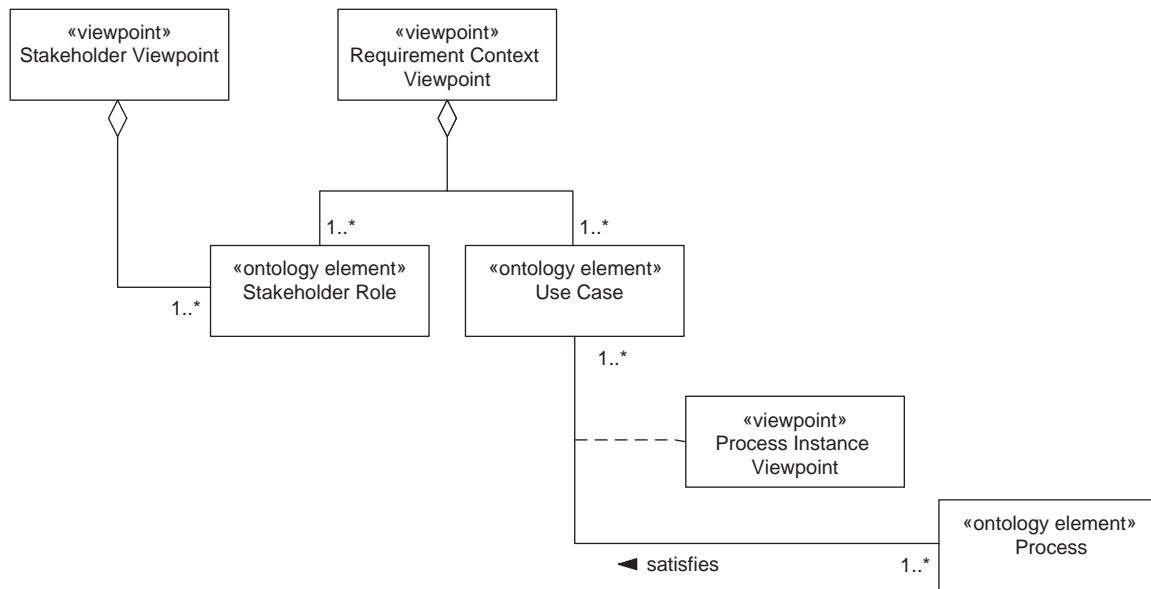 «viewpoint»
Stakeholder Viewpoint
«viewpoint»
Requirement Context
Viewpoint
1..*
1..*
«ontology element»
Stakeholder Role
«ontology element»
Use Case
1..*
1..*
«viewpoint»
Process Instance
Viewpoint
«ontology element»
Process
satisfies
1..*